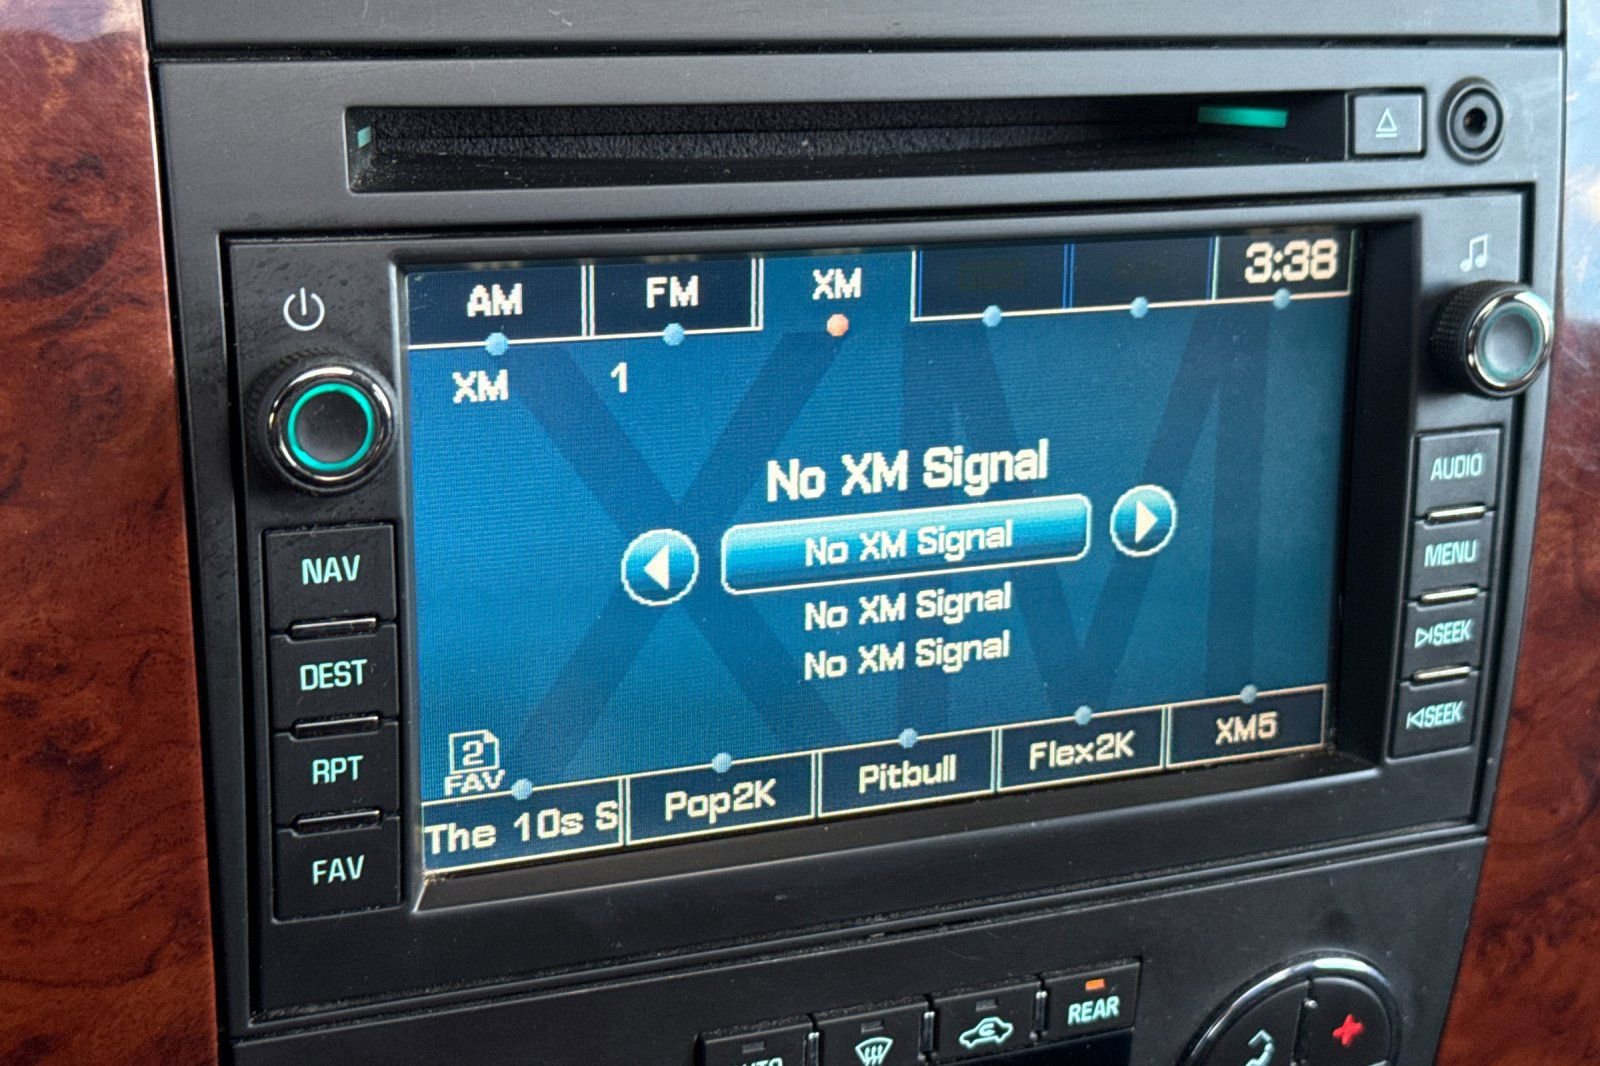 AM FM XM 3:38
XM 1
No XM Signal
No XM Signal
No XM Signal
No XM Signal
2
FAV
The 10s S Pop2K Pitbull Flex2K XM5
NAV
DEST
RPT
FAV
AUDIO
MENU
SEEK
SEEK
REAR